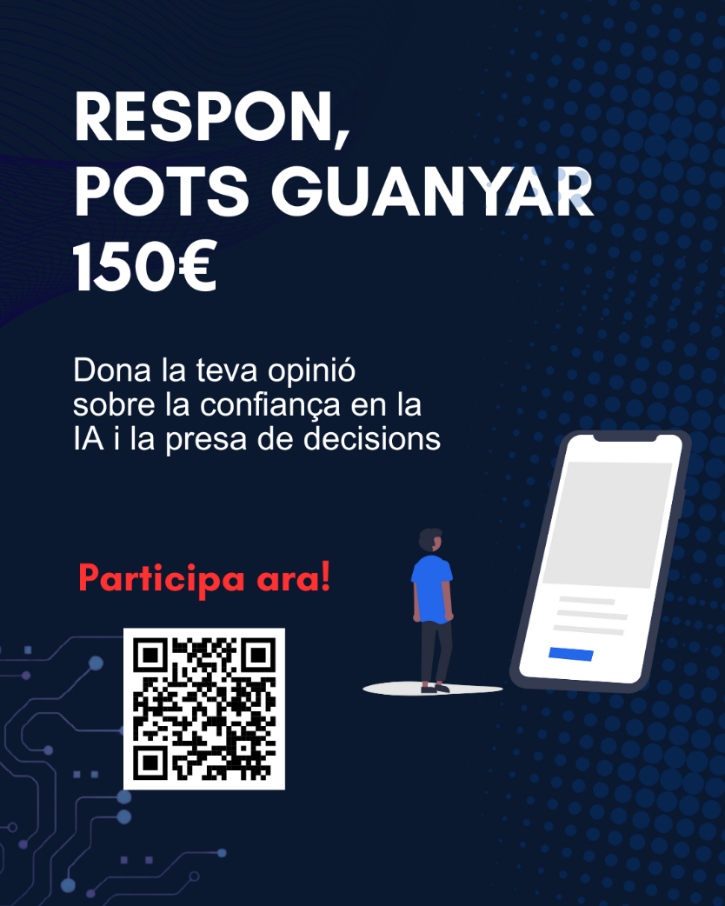 RESPON,
POTS GUANYAR
150€
Dona la teva opinió
sobre la confiança en la
IA i la presa de decisions
Participa ara!